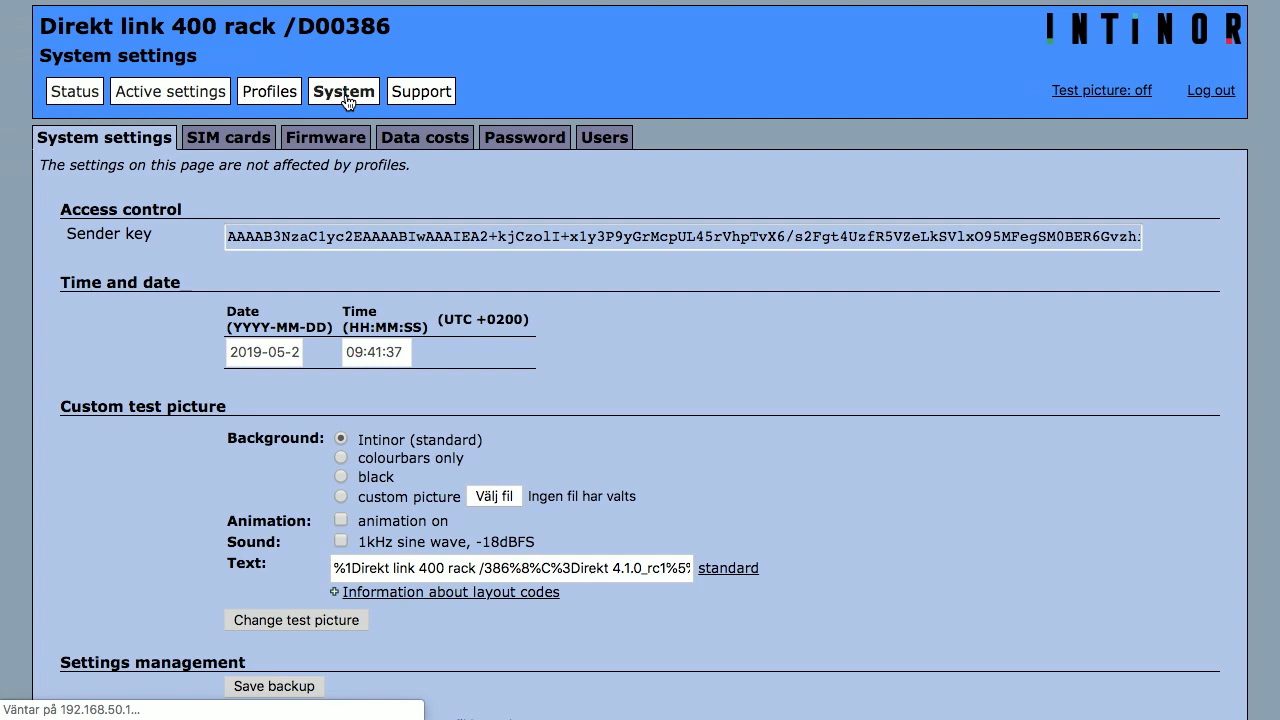 Direkt link 400 rack /D00386
INTINOR
System settings
Status Active settings Profiles System Support
Test picture: off Log out
System settings SIM cards Firmware Data costs Password Users
The settings on this page are not affected by profiles.
Access control
Sender key AAAAB3NzaC1yc2EAAAABIwAAAIEA2+kjCzolI+x1y3P9yGrMcpUL45rVhpTvX6/s2Fgt4UzfR5VZeLkSVlxO95MFegSM0BER6Gvzh
Time and date
Date Time (UTC +0200)
(YYYY-MM-DD) (HH:MM:SS)
2019-05-2 09:41:37
Custom test picture
Background: Intinor (standard)
colourbars only
black
custom picture Välj fil Ingen fil har valts
Animation: animation on
Sound: 1kHz sine wave, -18dBFS
Text: %1Direkt link 400 rack /386%8%C%3Direkt 4.1.0_rc1%5% standard
Information about layout codes
Change test picture
Settings management
Save backup
Väntar på 192.168.50.1...